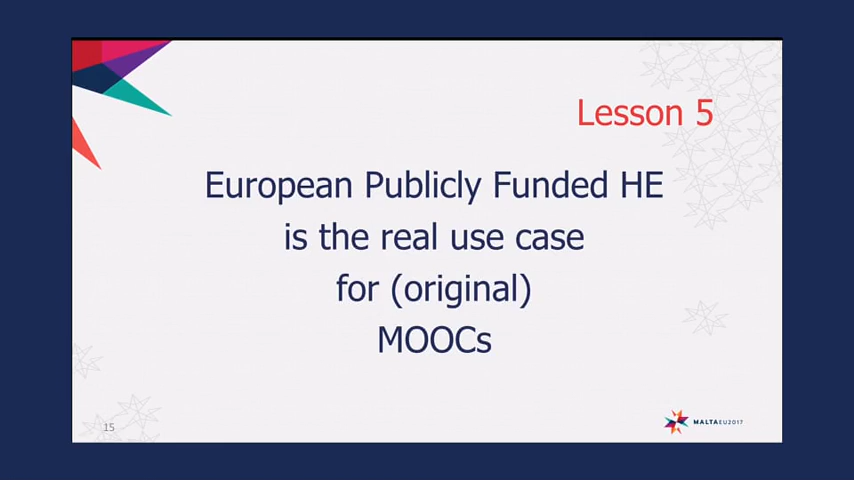 Lesson 5
European Publicly Funded HE
is the real use case
for (original)
MOOCs
15
MALTAEU2017